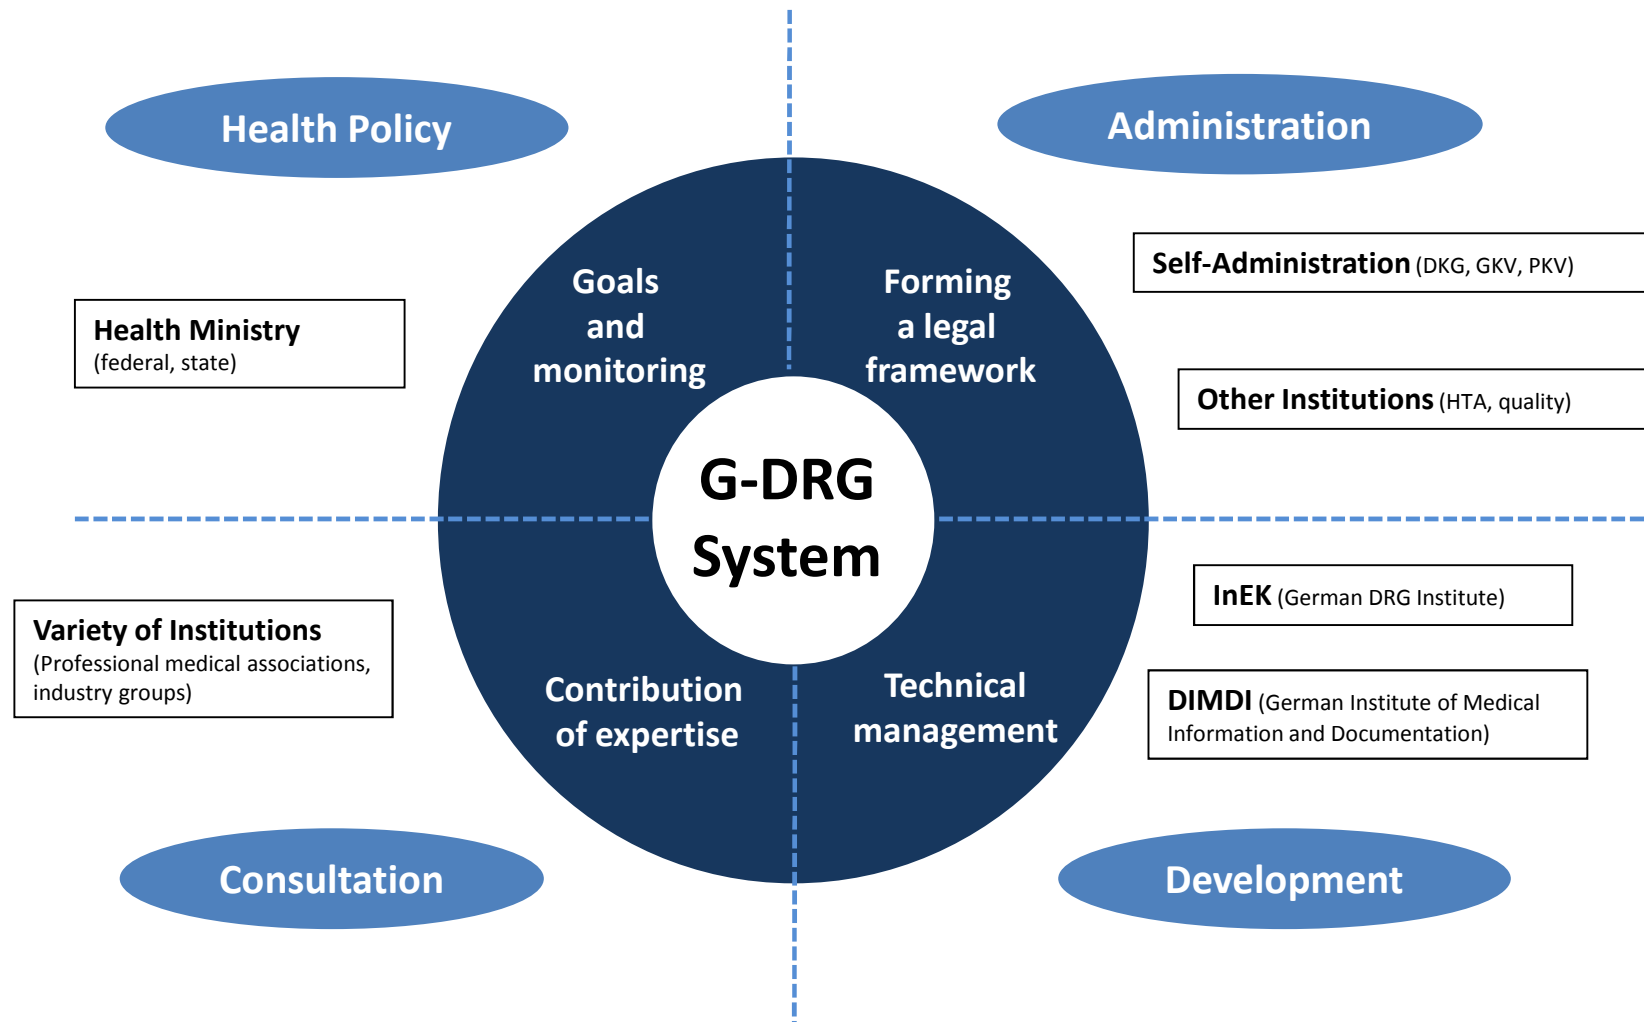 Health Policy
Administration
Goals
and
monitoring
Forming
a legal
framework
Self-Administration (DKG, GKV, PKV)
Health Ministry
(federal, state)
Other Institutions (HTA, quality)
G-DRG
System
Variety of Institutions
(Professional medical associations,
industry groups)
InEK (German DRG Institute)
Contribution
of expertise
Technical
management
DIMDI (German Institute of Medical
Information and Documentation)
Consultation
Development